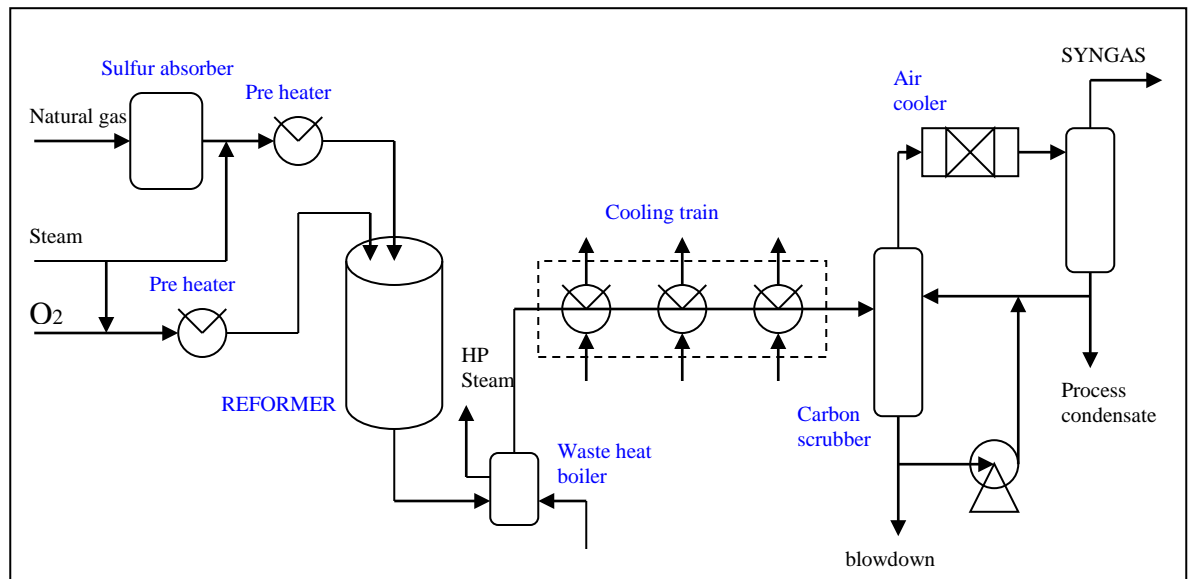 SYNGAS
Sulfur absorber
Air
cooler
Pre heater
Natural gas
Cooling train
Steam
Pre heater
O2
HP
Steam
Process
condensate
REFORMER
Carbon
scrubber
Waste heat
boiler
blowdown